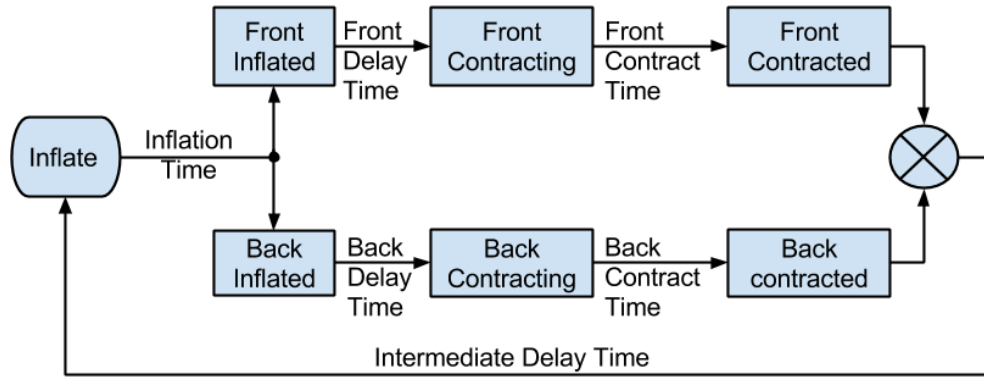 Inflate
Inflation
Time
Front
Inflated
Front
Delay
Time
Front
Contracting
Front
Contract
Time
Front
Contracted
Back
Inflated
Back
Delay
Time
Back
Contracting
Back
Contract
Time
Back
contracted
Intermediate Delay Time